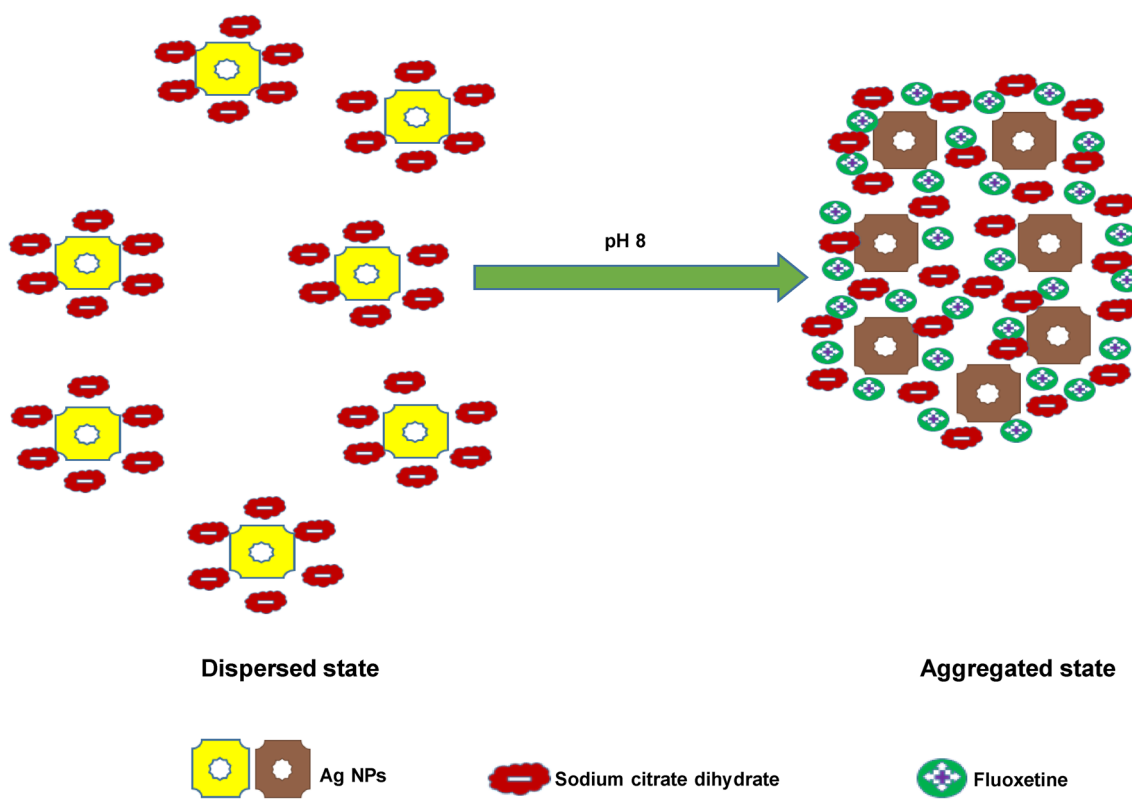 pH 8
Dispersed state
Aggregated state
Ag NPs
Sodium citrate dihydrate
Fluoxetine